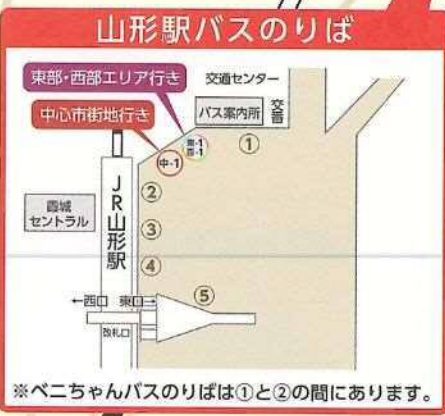 山形駅バスのりば
東部・西部エリア行き
交通センター
中心市街地行き
バス案内所
交番
東-1
西-1
中-1
①
②
霞城
セントラル
JR山形駅
③
④
←西口
東口→
⑤
改札口
※ベニちゃんバスのりばは①と②の間にあります。